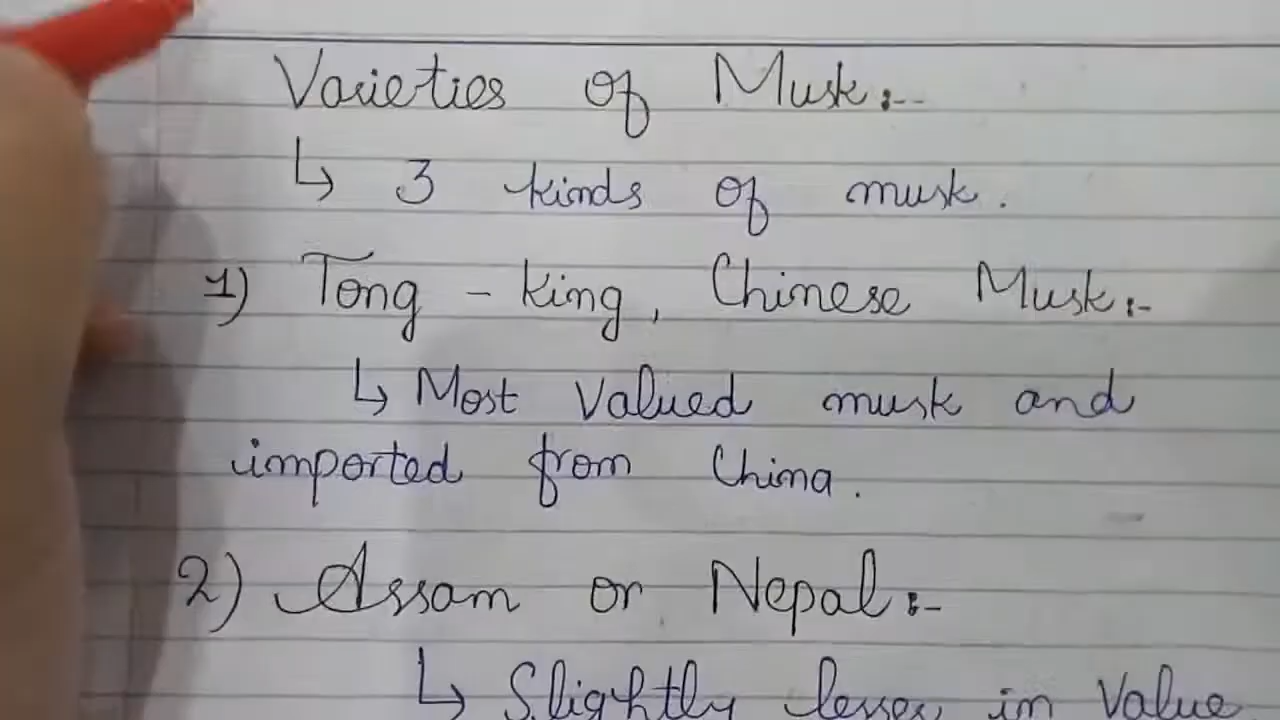 Varieties of Musk:-
↳ 3 kinds of musk.
1) Tong - king, Chinese Musk:-
↳ Most Valued musk and
imported from China.
2) Assam or Nepal:-
↳ Slightly lesser in Value